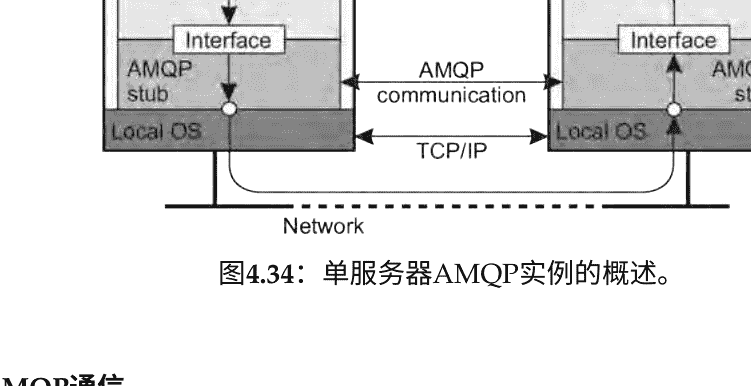 Interface
Interface
AMQP
stub
AMQP
communication
Local OS
TCP/IP
Local OS
Network
图4.34：单服务器AMQP实例的概述。